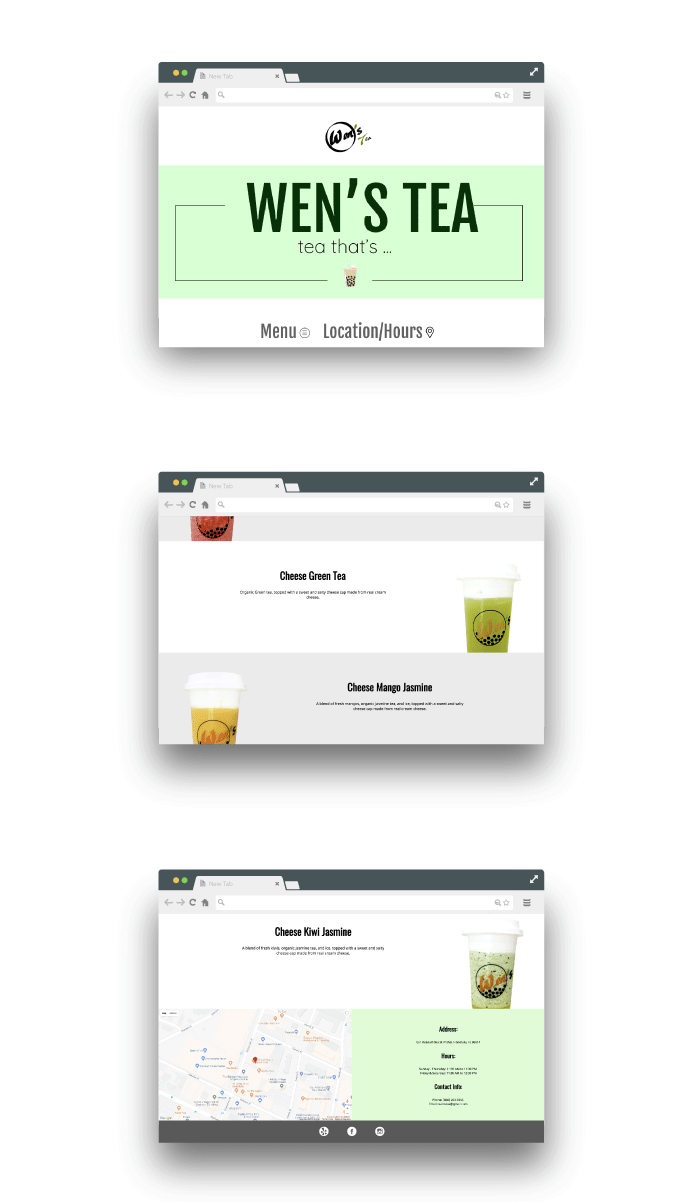 New Tab
Wen's
Tea
WEN'S TEA
tea that's ...
Menu
Location/Hours
New Tab
Cheese Green Tea
Organic Green tea, topped with a sweet and salty cheese cap made from real cream
cheese.
Wen's
Cheese Mango Jasmine
A blend of fresh mangos, organic jasmine tea, and ice, topped with a sweet and salty
cheese cap made from real cream cheese.
Wen's
New Tab
Cheese Kiwi Jasmine
A blend of fresh kiwis, organic jasmine tea, and ice, topped with a sweet and salty
cheese cap made from real cream cheese.
Wen's
Address:
Hours:
Contact Info: